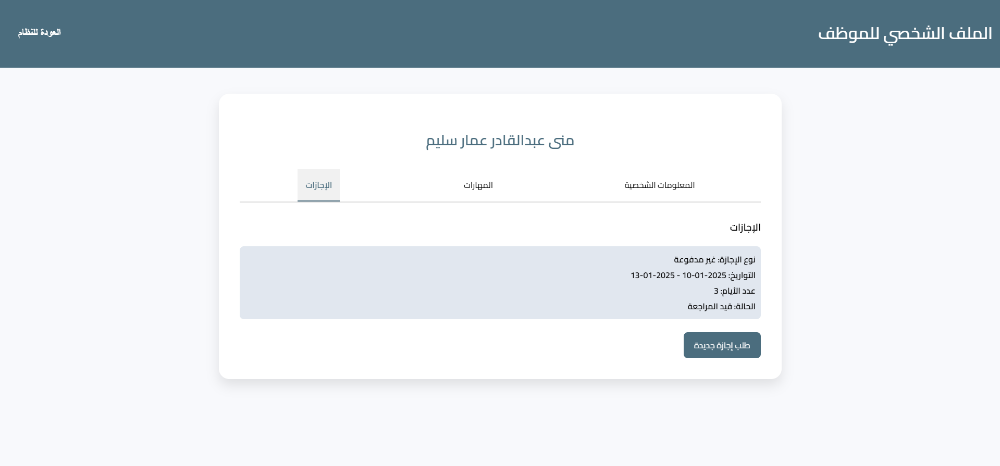 الملف الشخصي للموظف
العودة للنظام
منى عبدالقادر عمار سليم
المعلومات الشخصية
المهارات
الإجازات
الإجازات
نوع الإجازة: غير مدفوعة
التواريخ: 2025-01-10 - 2025-01-13
عدد الأيام: 3
الحالة: قيد المراجعة
طلب إجازة جديدة